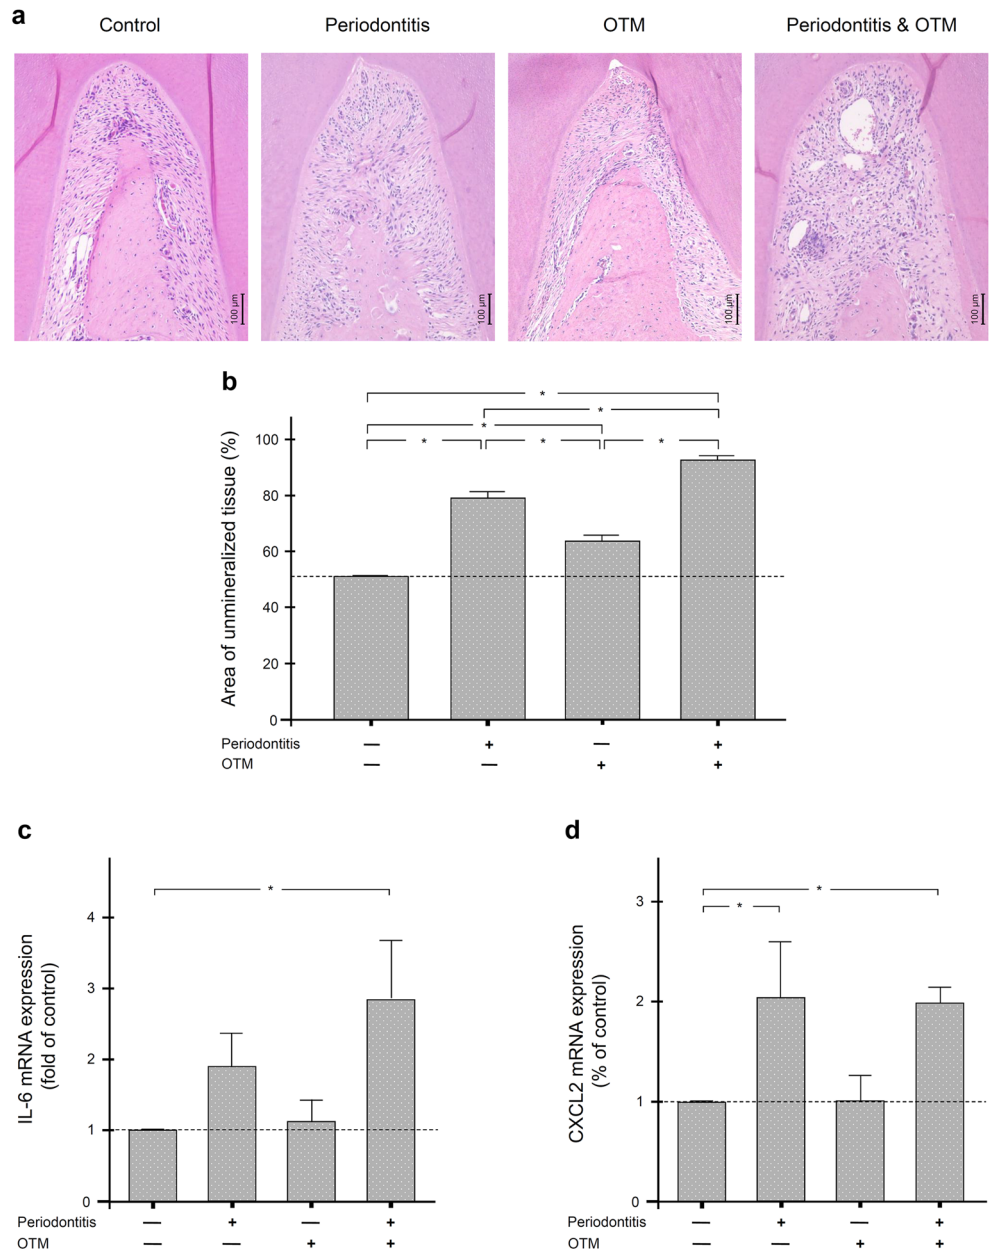 a
Control Periodontitis OTM Periodontitis & OTM
100 µm 100 µm 100 µm 100 µm
b
Area of unmineralized tissue (%)
* 
* 
* 
* * *
100
80
60
40
20
0
Periodontitis — + — +
OTM — — + +
c
IL-6 mRNA expression
(fold of control)
*
4
3
2
1
0
Periodontitis — + — +
OTM — — + +
d
CXCL2 mRNA expression
(% of control)
*
*
3
2
1
0
Periodontitis — + — +
OTM — — + +